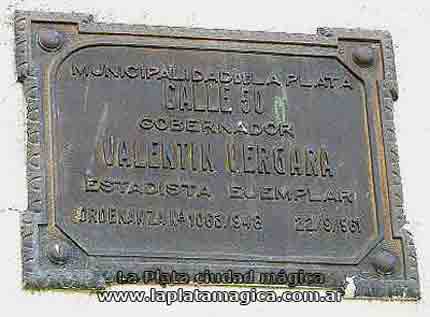 MUNICIPALIDAD DE LA PLATA
CALLE 50
GOBERNADOR
VALENTIN VERGARA
ESTADISTA EJEMPLAR
ORDENANZA Nº 1063/948 22/9/961
La Plata ciudad mágica
www.laplatamagica.com.ar